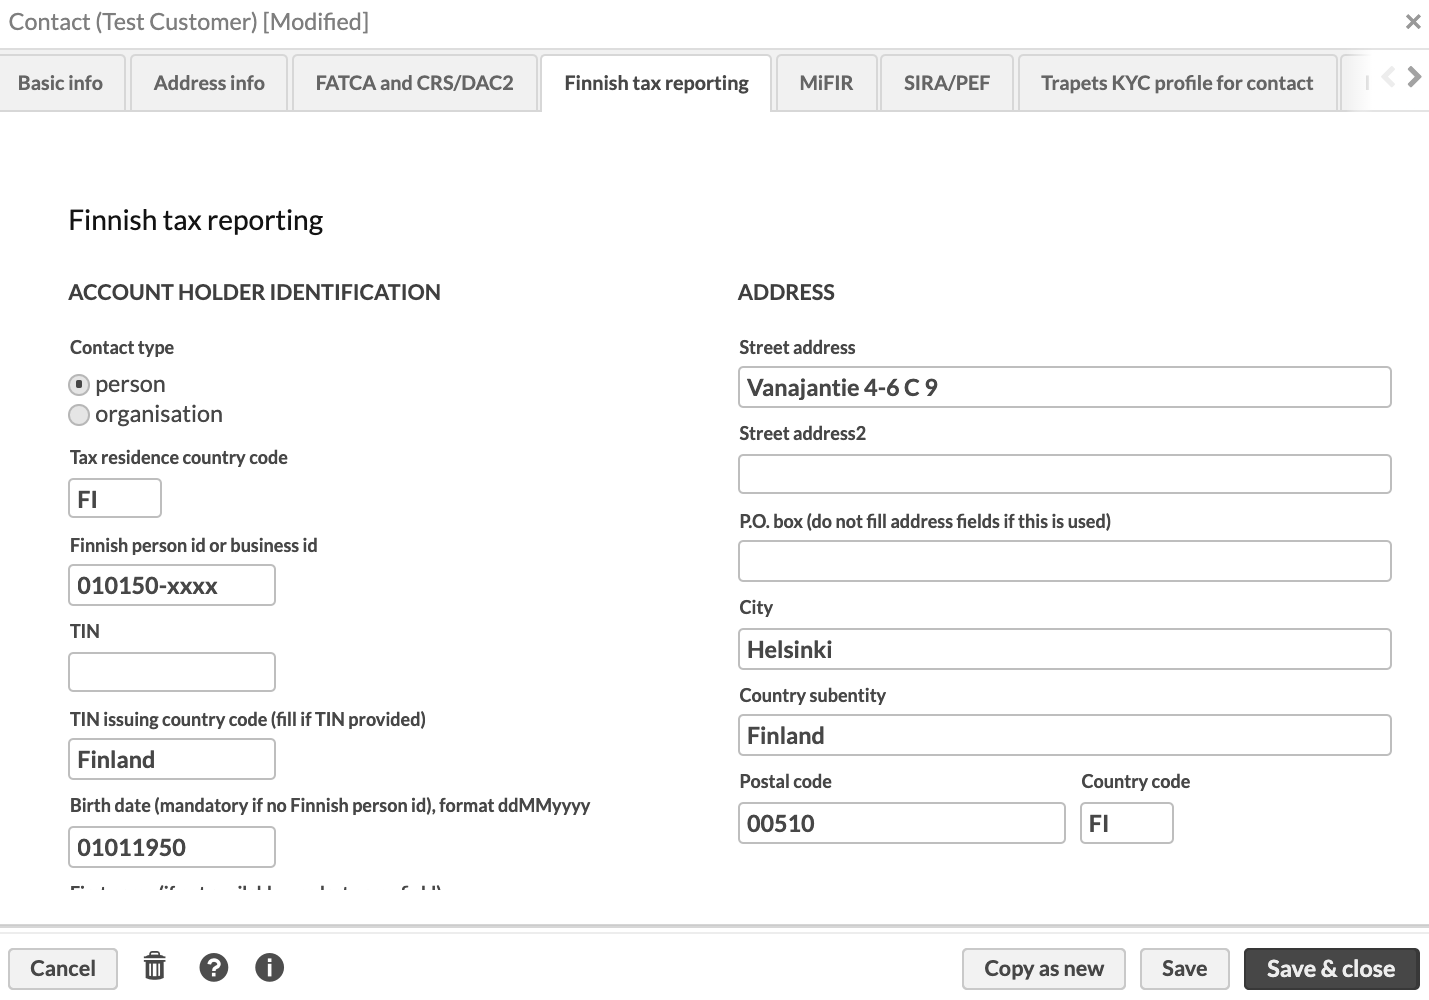 Contact (Test Customer) [Modified]
Basic info
Address info
FATCA and CRS/DAC2
Finnish tax reporting
MiFIR
SIRA/PEF
Trapets KYC profile for contact
Finnish tax reporting
ACCOUNT HOLDER IDENTIFICATION
Contact type
person
organisation
Tax residence country code
FI
Finnish person id or business id
010150-xxxx
TIN
TIN issuing country code (fill if TIN provided)
Finland
Birth date (mandatory if no Finnish person id), format ddMMyyyy
01011950
ADDRESS
Street address
Vanajantie 4-6 C 9
Street address2
P.O. box (do not fill address fields if this is used)
City
Helsinki
Country subentity
Finland
Postal code
00510
Country code
FI
Cancel
Copy as new
Save
Save & close